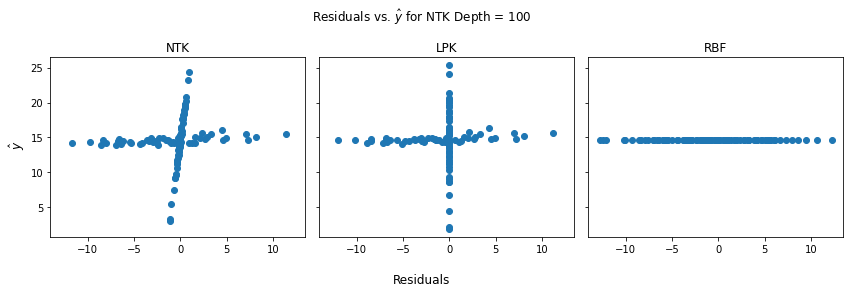 Residuals vs. ŷ for NTK Depth = 100
NTK LPK RBF
25
20
15
10
5
ŷ
−10 −5 0 5 10 −10 −5 0 5 10 −10 −5 0 5 10
Residuals